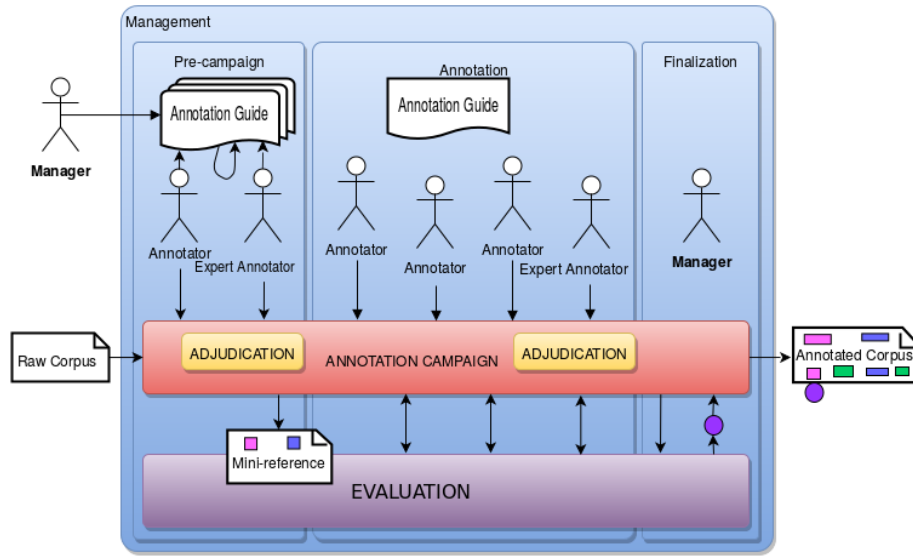 Management
Pre-campaign
Annotation
Finalization
Annotation Guide
Annotation Guide
Manager
Annotator
Expert Annotator
Annotator
Annotator
Annotator
Expert Annotator
Manager
Raw Corpus
ADJUDICATION
ANNOTATION CAMPAIGN
ADJUDICATION
Annotated Corpus
Mini-reference
EVALUATION